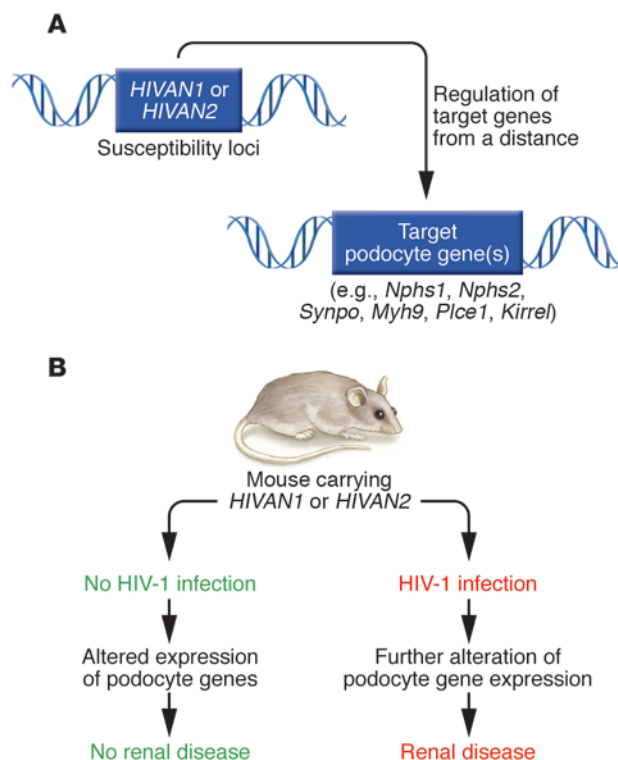 A
HIVAN1 or
HIVAN2
Susceptibility loci
Regulation of
target genes
from a distance
Target
podocyte gene(s)
(e.g., Nphs1, Nphs2,
Synpo, Myh9, Plce1, Kirrel)
B
Mouse carrying
HIVAN1 or HIVAN2
No HIV-1 infection
HIV-1 infection
Altered expression
of podocyte genes
Further alteration of
podocyte gene expression
No renal disease
Renal disease